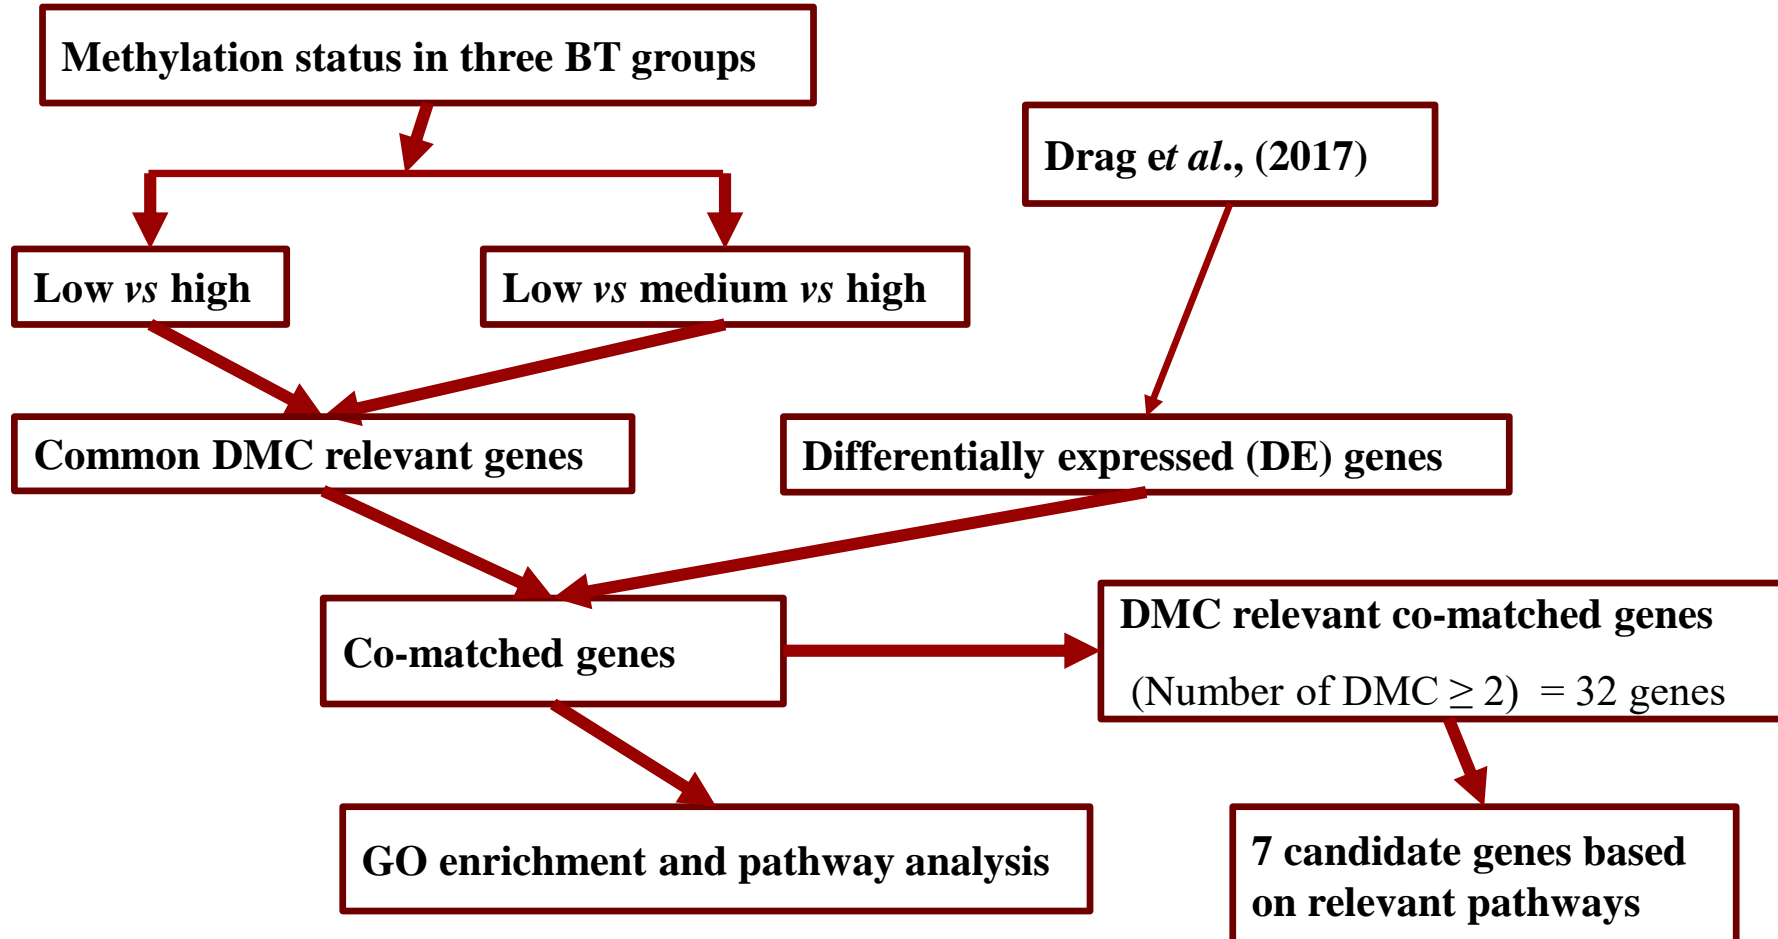 Methylation status in three BT groups
Drag et al., (2017)
Low vs high
Low vs medium vs high
Common DMC relevant genes
Differentially expressed (DE) genes
Co-matched genes
DMC relevant co-matched genes
(Number of DMC ≥ 2) = 32 genes
GO enrichment and pathway analysis
7 candidate genes based
on relevant pathways